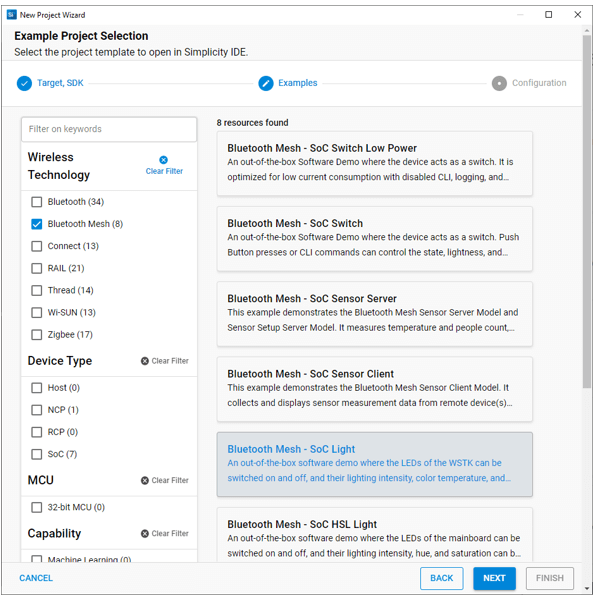 New Project Wizard
Example Project Selection
Select the project template to open in Simplicity IDE.
Target, SDK
Examples
Configuration
Filter on keywords
Wireless
Technology
Clear Filter
Bluetooth (34)
Bluetooth Mesh (8)
Connect (13)
RAIL (21)
Thread (14)
Wi-SUN (13)
Zigbee (17)
Device Type
Clear Filter
Host (0)
NCP (1)
RCP (0)
SoC (7)
MCU
Clear Filter
32-bit MCU (0)
Capability
Clear Filter
Machine Learning (0)
8 resources found
Bluetooth Mesh - SoC Switch Low Power
An out-of-the-box Software Demo where the device acts as a switch. It is
optimized for low current consumption with disabled CLI, logging, and...
Bluetooth Mesh - SoC Switch
An out-of-the-box Software Demo where the device acts as a switch. Push
Button presses or CLI commands can control the state, lightness, and...
Bluetooth Mesh - SoC Sensor Server
This example demonstrates the Bluetooth Mesh Sensor Server Model and
Sensor Setup Server Model. It measures temperature and people count,...
Bluetooth Mesh - SoC Sensor Client
This example demonstrates the Bluetooth Mesh Sensor Client Model. It
collects and displays sensor measurement data from remote device(s)...
Bluetooth Mesh - SoC Light
An out-of-the-box software demo where the LEDs of the WSTK can be
switched on and off, and their lighting intensity, color temperature, and...
Bluetooth Mesh - SoC HSL Light
An out-of-the-box software demo where the LEDs of the mainboard can be
switched on and off, and their lighting intensity, hue, and saturation can b...
CANCEL
BACK
NEXT
FINISH